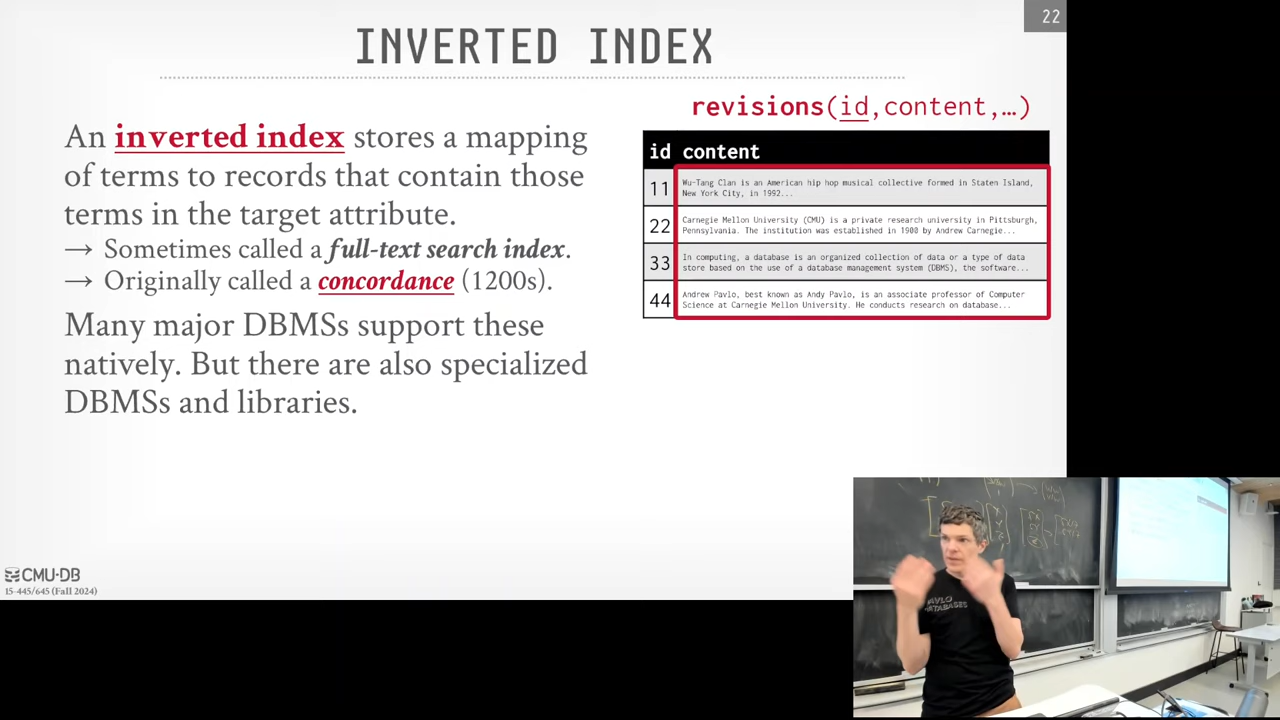 22
INVERTED INDEX
An inverted index stores a mapping
of terms to records that contain those
terms in the target attribute.
→ Sometimes called a full-text search index.
→ Originally called a concordance (1200s).
Many major DBMSs support these
natively. But there are also specialized
DBMSs and libraries.
revisions(id,content,…)
id content
11 Wu-Tang Clan is an American hip hop musical collective formed in Staten Island,
New York City, in 1992...
22 Carnegie Mellon University (CMU) is a private research university in Pittsburgh,
Pennsylvania. The institution was established in 1900 by Andrew Carnegie...
33 In computing, a database is an organized collection of data or a type of data
store based on the use of a database management system (DBMS), the software...
44 Andrew Pavlo, best known as Andy Pavlo, is an associate professor of Computer
Science at Carnegie Mellon University. He conducts research on database...
CMU·DB
15-445/645 (Fall 2024)
PAVLO
DATABASES